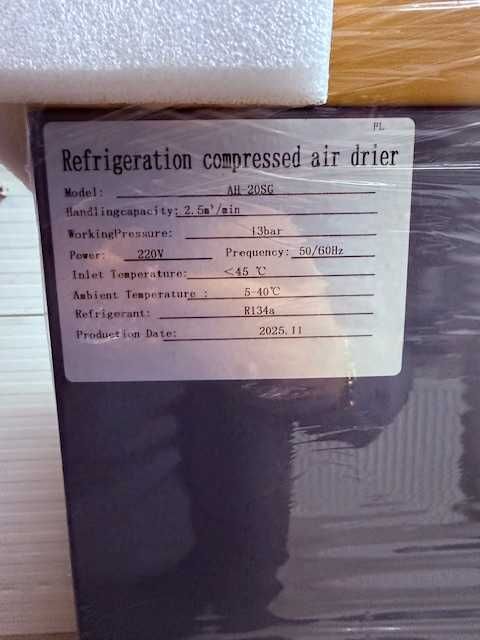 PL
Refrigeration compressed air drier
Model: AH-20SG
Handlingcapacity: 2.5m³/min
WorkingPressure: 13bar
Power: 220V Prequency: 50/60Hz
Inlet Temperature: <45 ℃
Ambient Temperature : 5-40℃
Refrigerant: R134a
Production Date: 2025.11